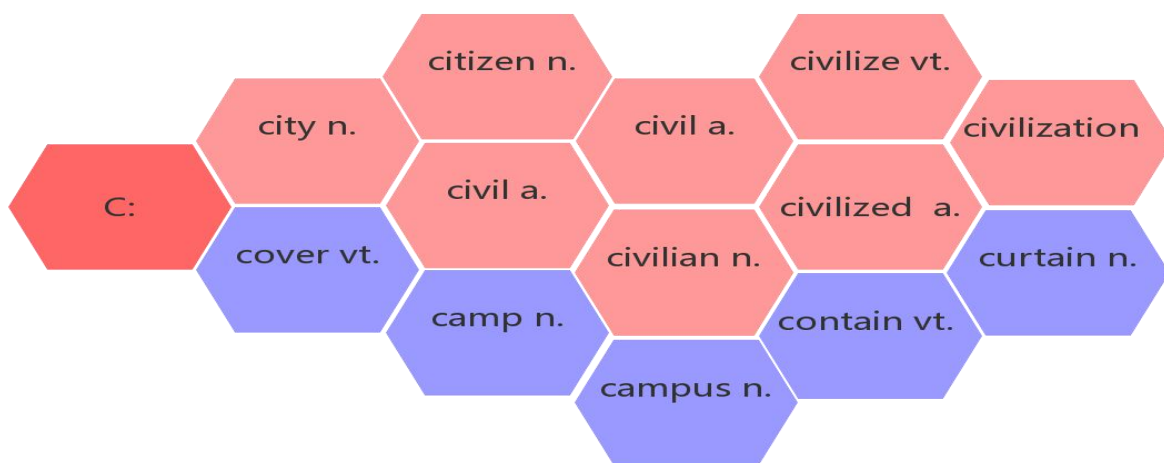 C:
city n.
cover vt.
citizen n.
civil a.
camp n.
civil a.
civilian n.
campus n.
civilize vt.
civilized  a.
contain vt.
civilization
curtain n.